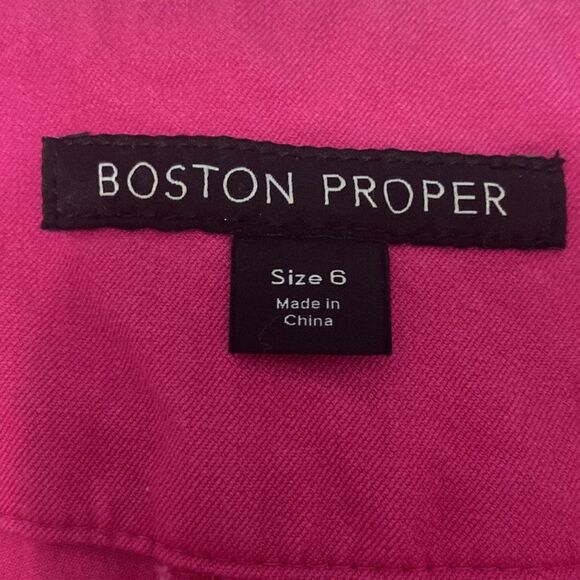 BOSTON PROPER
Size 6
Made in
China